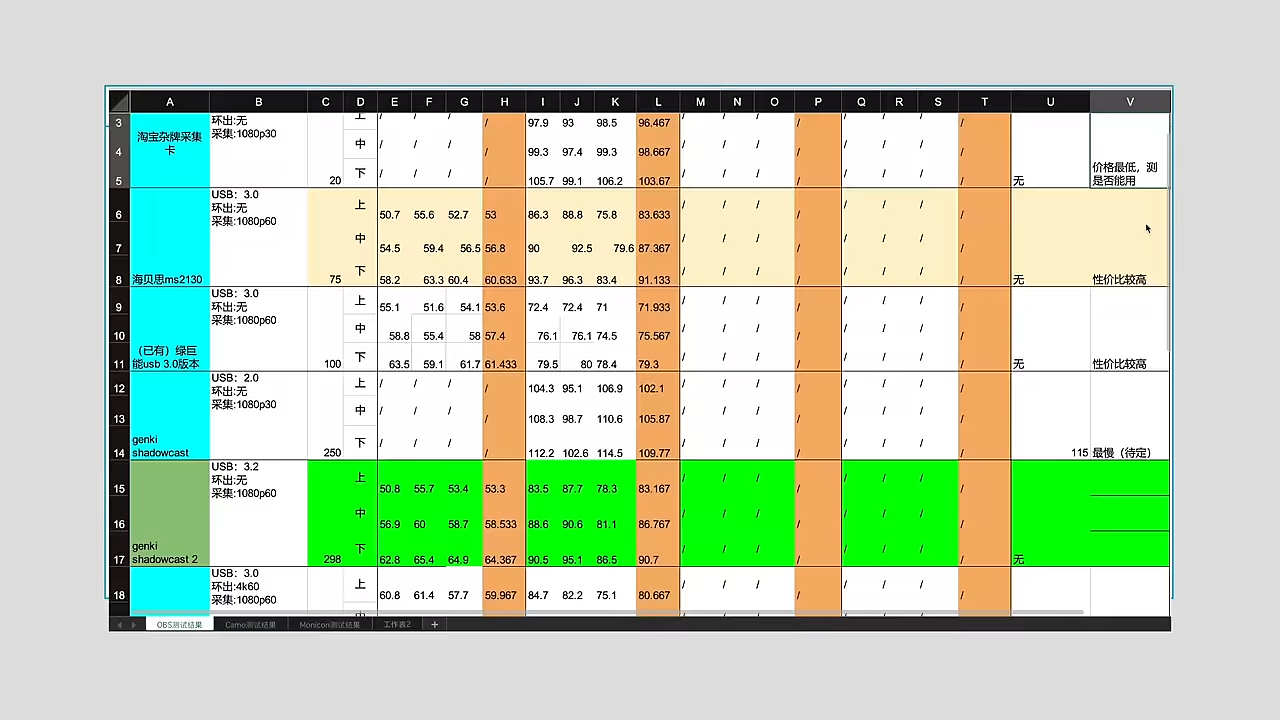 A B C D E F G H I J K L M N O P Q R S T U V
3 淘宝杂牌采集 环出:无 上 / / / / 97.9 93 98.5 96.467 / / / / / / / /
采集:1080p30
4 卡 中 / / / / 99.3 97.4 99.3 98.667 / / / / / / / / 价格最低，测
5 20 下 / / / / 105.7 99.1 106.2 103.67 / / / / / / / / 无 是否能用
USB：3.0
6 环出:无 上 50.7 55.6 52.7 53 86.3 88.8 75.8 83.633 / / / / / / / /
采集:1080p60
7 中 54.5 59.4 56.5 56.8 90 92.5 79.6 87.367 / / / / / / / /
8 海贝思ms2130 75 下 58.2 63.3 60.4 60.633 93.7 96.3 83.4 91.133 / / / / / / / / 无 性价比较高
USB：3.0
9 环出:无 上 55.1 51.6 54.1 53.6 72.4 72.4 71 71.933 / / / / / / / /
采集:1080p60
10 中 58.8 55.4 58 57.4 76.1 76.1 74.5 75.567 / / / / / / / /
（已有）绿巨
11 能usb 3.0版本 100 下 63.5 59.1 61.7 61.433 79.5 80 78.4 79.3 / / / / / / / / 无 性价比较高
USB：2.0
12 环出:无 上 / / / / 104.3 95.1 106.9 102.1 / / / / / / / /
采集:1080p30
13 中 / / / / 108.3 98.7 110.6 105.87 / / / / / / / /
genki
14 shadowcast 250 下 / / / / 112.2 102.6 114.5 109.77 / / / / / / / / 115 最慢（待定）
USB：3.2
15 环出:无 上 50.8 55.7 53.4 53.3 83.5 87.7 78.3 83.167 / / / / / / / /
采集:1080p60
16 中 56.9 60 58.7 58.533 88.6 90.6 81.1 86.767 / / / / / / / /
genki
17 shadowcast 2 298 下 62.8 65.4 64.9 64.367 90.5 95.1 86.5 90.7 / / / / / / / / 无
USB：3.0
环出:4k60
18 采集:1080p60 上 60.8 61.4 57.7 59.967 84.7 82.2 75.1 80.667 / / / / / / / /
OBS测试结果 Camo测试结果 Monicon测试结果 工作表2 +